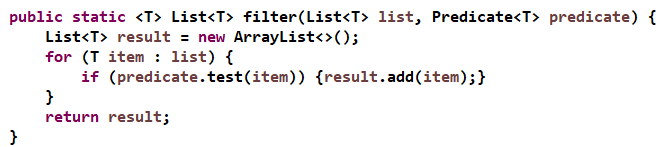 public static <T> List<T> filter(List<T> list, Predicate<T> predicate) {
    List<T> result = new ArrayList<>();
    for (T item : list) {
        if (predicate.test(item)) {result.add(item);}
    }
    return result;
}